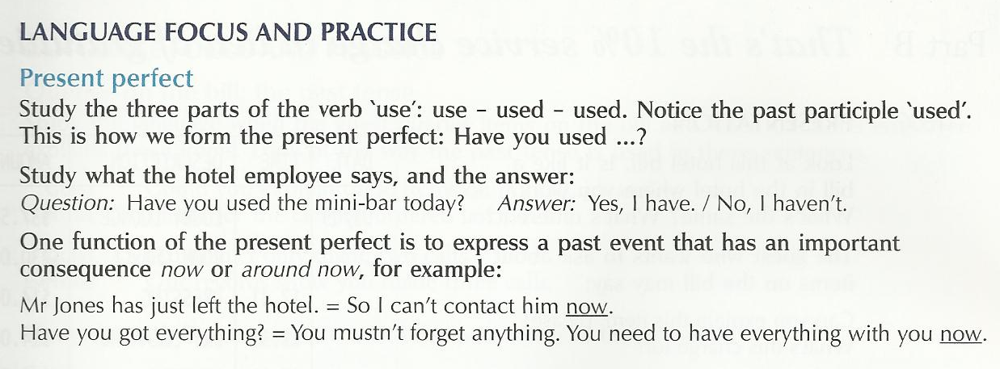 LANGUAGE FOCUS AND PRACTICE
Present perfect
Study the three parts of the verb ‘use’: use – used – used. Notice the past participle ‘used’.
This is how we form the present perfect: Have you used ...?
Study what the hotel employee says, and the answer:
Question: Have you used the mini-bar today? Answer: Yes, I have. / No, I haven’t.
One function of the present perfect is to express a past event that has an important
consequence now or around now, for example:
Mr Jones has just left the hotel. = So I can’t contact him now.
Have you got everything? = You mustn’t forget anything. You need to have everything with you now.